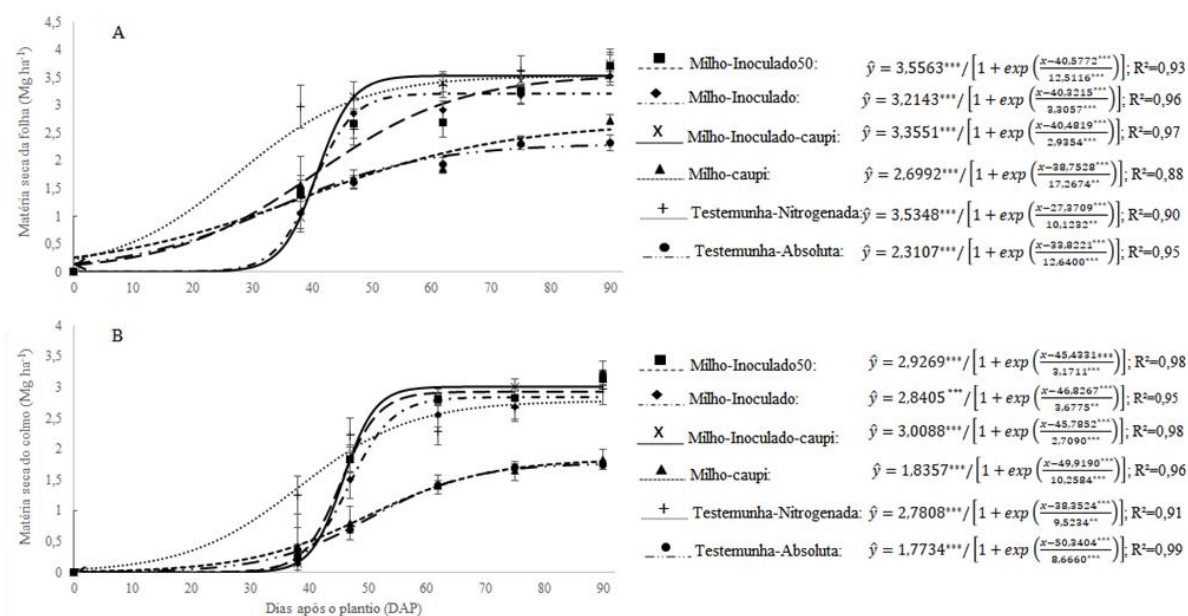 A
Matéria seca da folha (Mg ha⁻¹)
4,5
4
3,5
3
2,5
2
1,5
1
0,5
0
0 10 20 30 40 50 60 70 80 90
Milho-Inoculado50: ŷ = 3,5563***/[1 + exp((x−40,5772***)/(12,5116***))]; R²=0,93
Milho-Inoculado: ŷ = 3,2143***/[1 + exp((x−40,3215***)/(3,3057***))]; R²=0,96
Milho-Inoculado-caupi: ŷ = 3,3551***/[1 + exp((x−40,4819***)/(2,9354***))]; R²=0,97
Milho-caupi: ŷ = 2,6992***/[1 + exp((x−38,7528***)/(17,2674**))]; R²=0,88
Testemunha-Nitrogenada: ŷ = 3,5348***/[1 + exp((x−27,3709***)/(10,1232**))]; R²=0,90
Testemunha-Absoluta: ŷ = 2,3107***/[1 + exp((x−33,8221***)/(12,6400***))]; R²=0,95
B
Matéria seca do colmo (Mg ha⁻¹)
4
3,5
3
2,5
2
1,5
1
0,5
0
0 10 20 30 40 50 60 70 80 90
Dias após o plantio (DAP)
Milho-Inoculado50: ŷ = 2,9269***/[1 + exp((x−45,4331***)/(3,1711***))]; R²=0,98
Milho-Inoculado: ŷ = 2,8405***/[1 + exp((x−46,8267***)/(3,6775**))]; R²=0,95
Milho-Inoculado-caupi: ŷ = 3,0088***/[1 + exp((x−45,7852***)/(2,7090***))]; R²=0,98
Milho-caupi: ŷ = 1,8357***/[1 + exp((x−49,9190***)/(10,2584***))]; R²=0,96
Testemunha-Nitrogenada: ŷ = 2,7808***/[1 + exp((x−38,3524***)/(9,5234**))]; R²=0,91
Testemunha-Absoluta: ŷ = 1,7734***/[1 + exp((x−50,3404***)/(8,6660***))]; R²=0,99